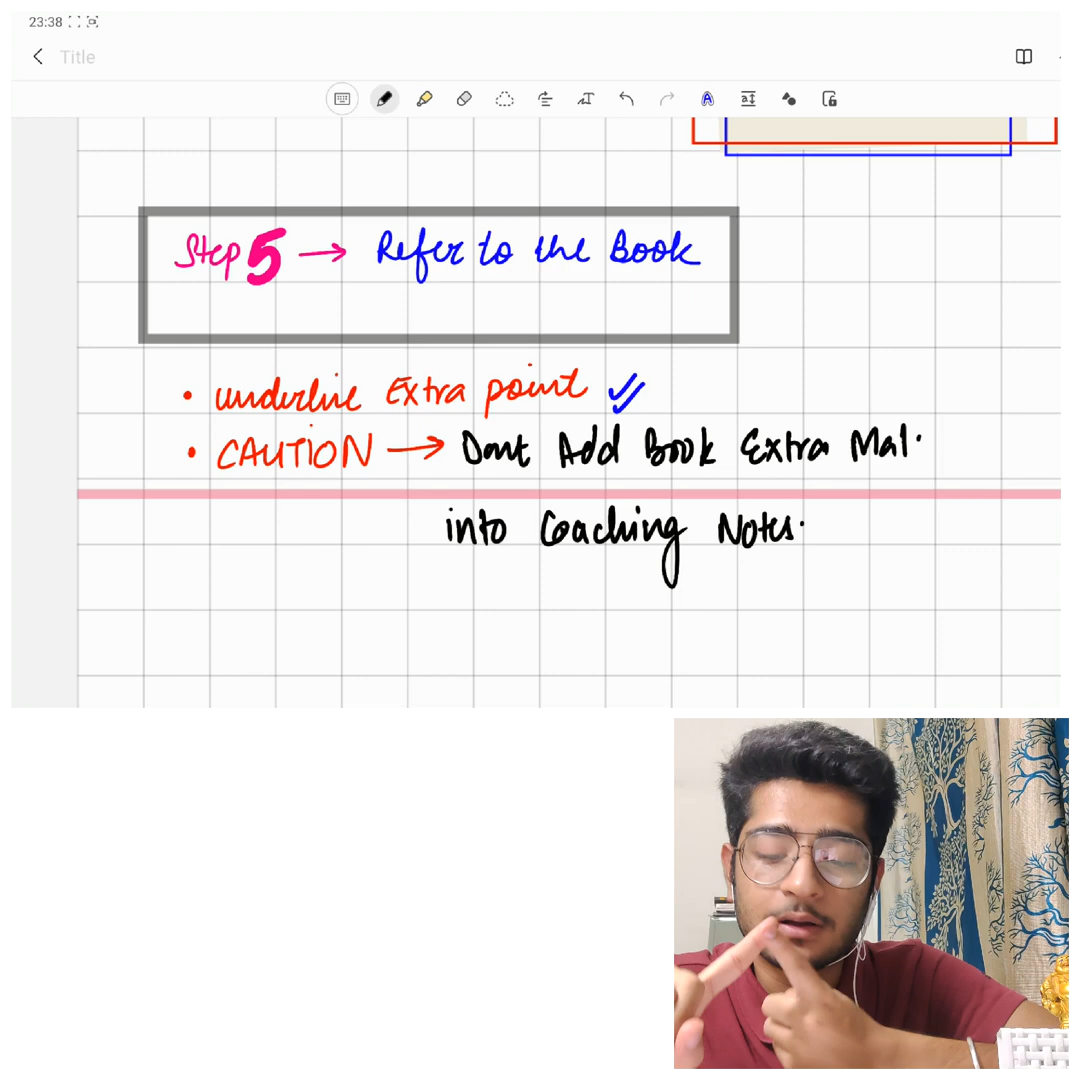 23:38
Title
Step 5 → Refer to the Book
• underline Extra point ✓✓
• CAUTION → Dont Add Book Extra Mal.
into Coaching Notes.